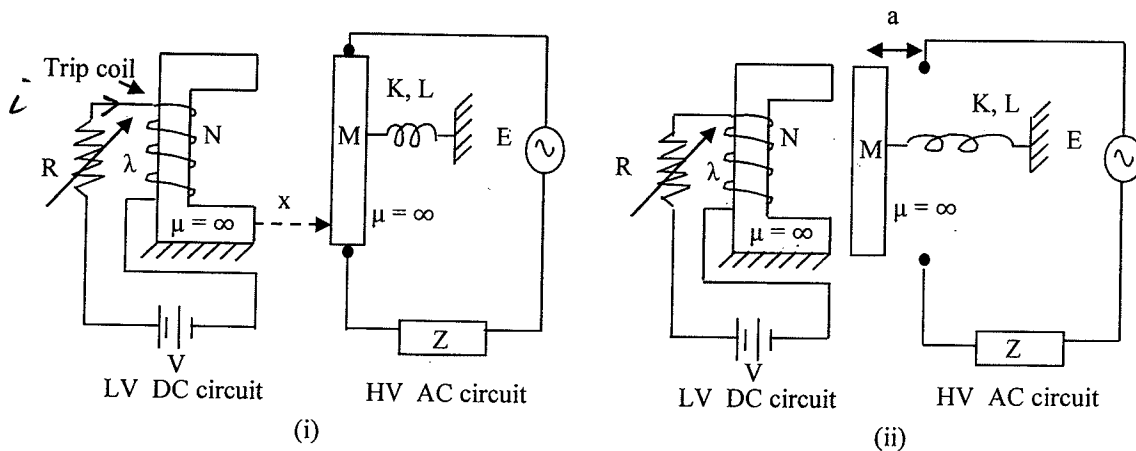 Trip coil
i
K, L
N
M
E
R
λ
x
μ = ∞
μ = ∞
Z
V
LV DC circuit
HV AC circuit
(i)
a
K, L
N
M
E
R
λ
μ = ∞
μ = ∞
Z
V
LV DC circuit
HV AC circuit
(ii)